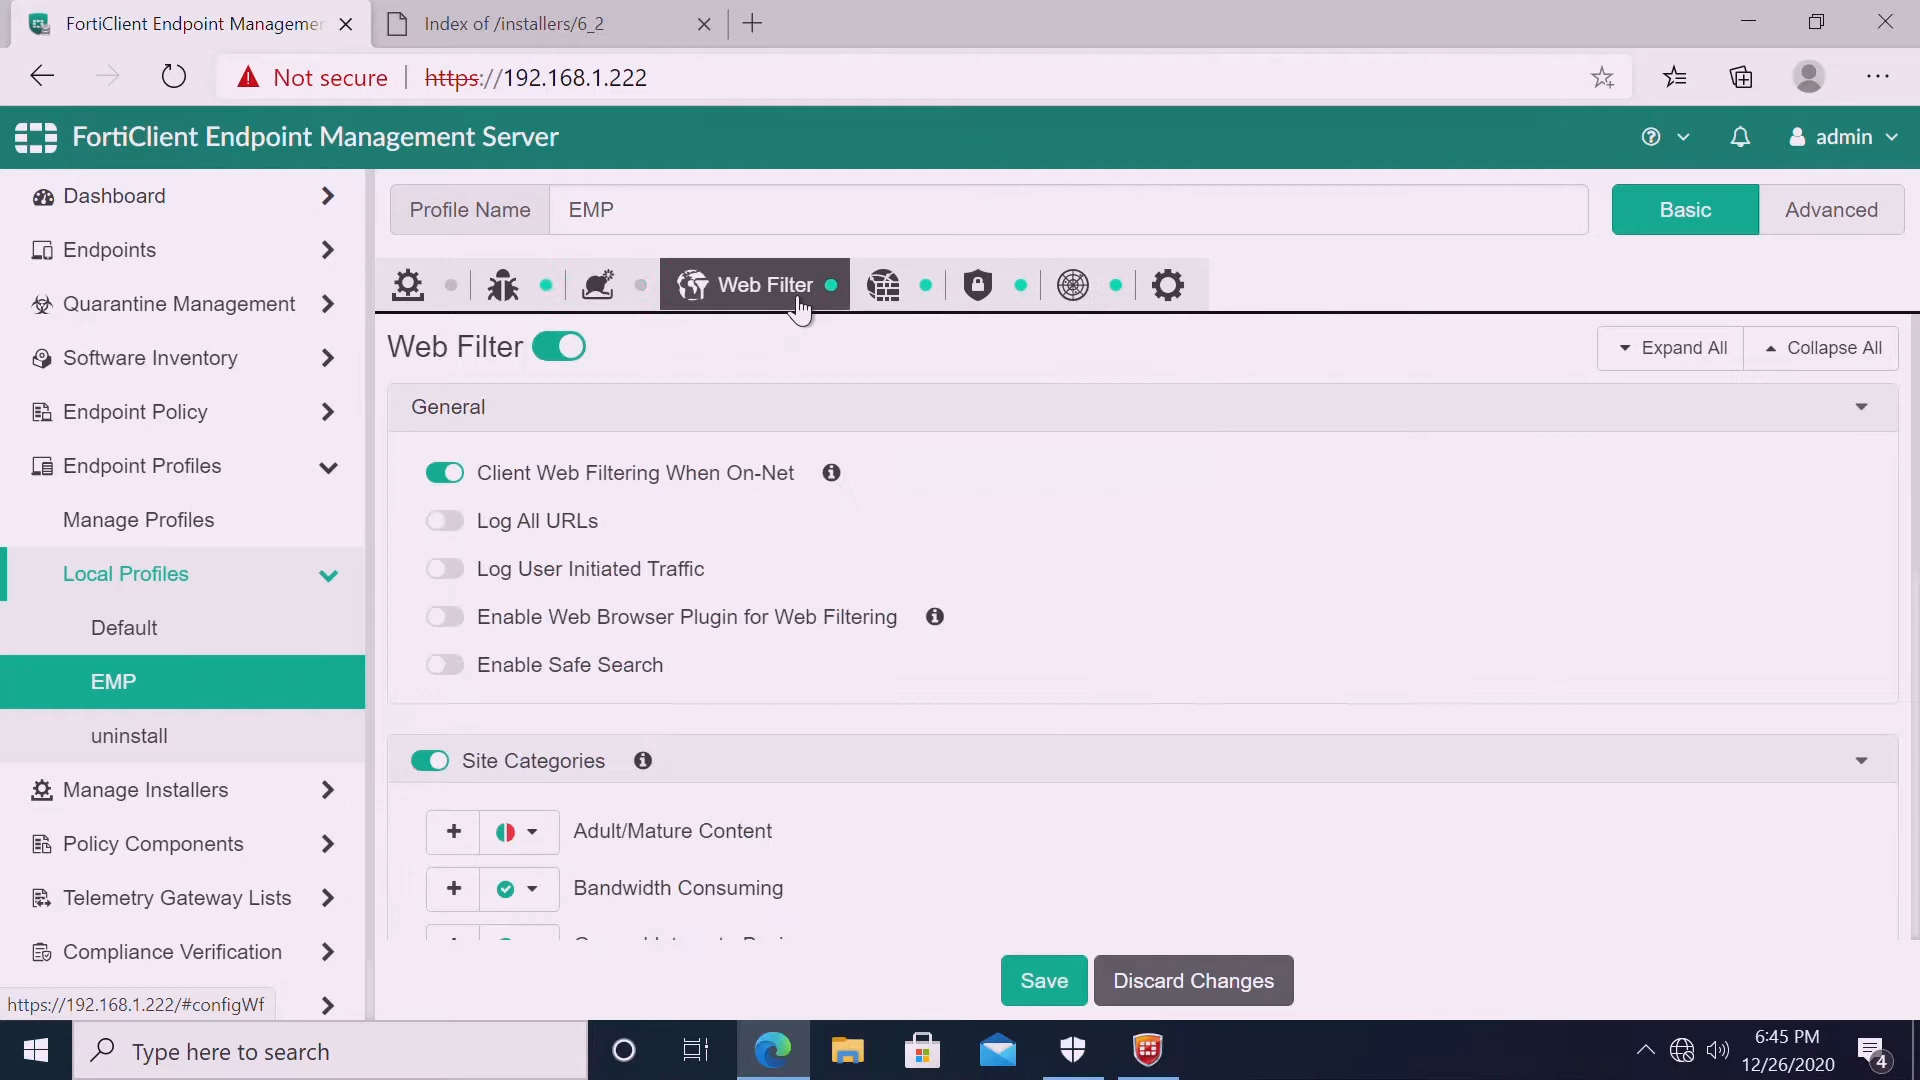 FortiClient Endpoint Managemen
Index of /installers/6_2
Not secure
https://192.168.1.222
FortiClient Endpoint Management Server
admin
Dashboard
Endpoints
Quarantine Management
Software Inventory
Endpoint Policy
Endpoint Profiles
Manage Profiles
Local Profiles
Default
EMP
uninstall
Manage Installers
Policy Components
Telemetry Gateway Lists
Compliance Verification
https://192.168.1.222/#configWf
Profile Name
EMP
Basic
Advanced
Web Filter
Web Filter
Expand All
Collapse All
General
Client Web Filtering When On-Net
Log All URLs
Log User Initiated Traffic
Enable Web Browser Plugin for Web Filtering
Enable Safe Search
Site Categories
Adult/Mature Content
Bandwidth Consuming
Save
Discard Changes
Type here to search
6:45 PM
12/26/2020
4